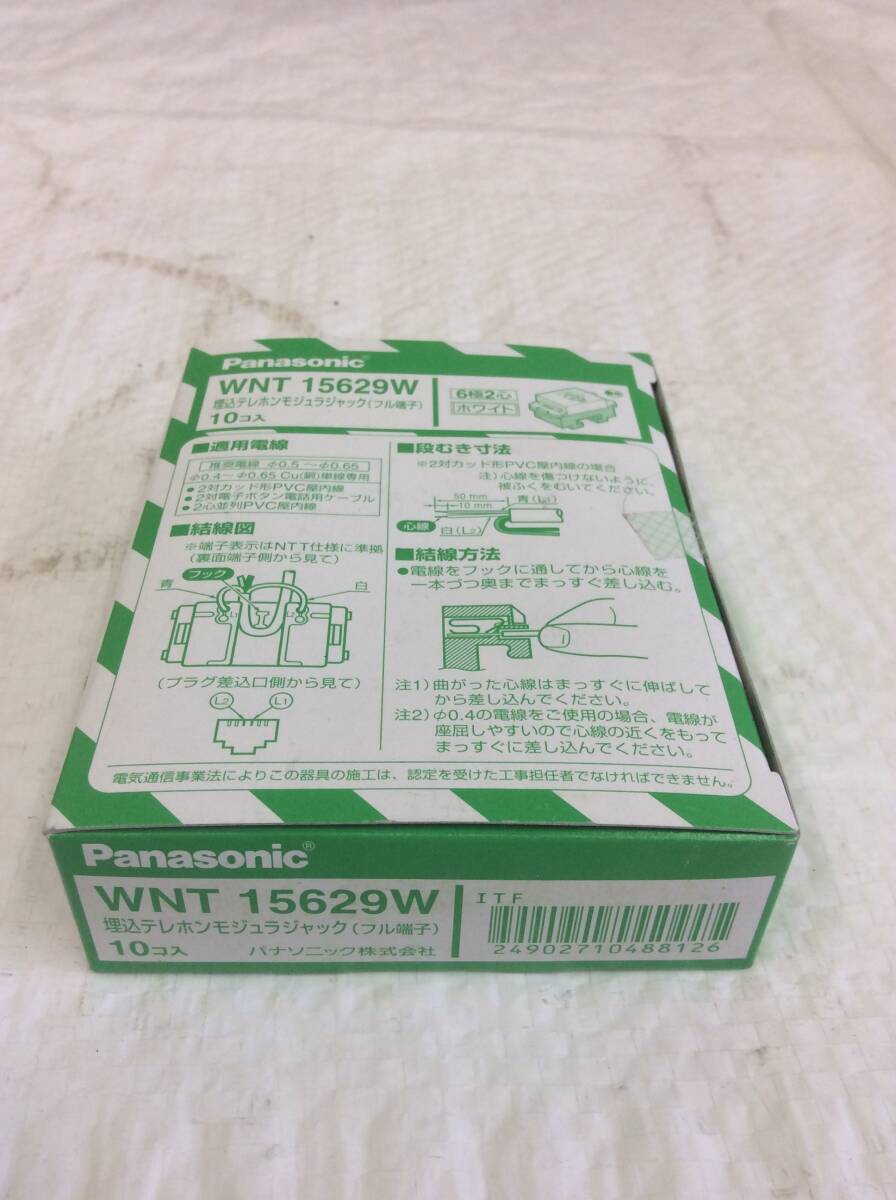 Panasonic®
WNT 15629W
埋込テレホンモジュラジャック(フル端子)
10コ入
6極2心
ホワイト
■適用電線
推奨電線 φ0.5〜φ0.65
φ0.4〜φ0.65 Cu(銅)単線専用
●2対カッド形PVC屋内線
●2対電子ボタン電話用ケーブル
●2心並列PVC屋内線
■結線図
※端子表示はNTT仕様に準拠
(裏面端子側から見て)
フック
青
白
L1
(プラグ差込口側から見て)
L2
L1
■段むき寸法
※2対カッド形PVC屋内線の場合
注)心線を傷つけないように、
被ふくをむいてください。
50 mm
10 mm
青(L1)
心線
白(L2)
■結線方法
●電線をフックに通してから心線を
一本づつ奥までまっすぐ差し込む。
注1)曲がった心線はまっすぐに伸ばして
から差し込んでください。
注2)φ0.4の電線をご使用の場合、電線が
座屈しやすいので心線の近くをもって
まっすぐに差し込んでください。
電気通信事業法によりこの器具の施工は、認定を受けた工事担任者でなければできません。
Panasonic®
WNT 15629W
埋込テレホンモジュラジャック(フル端子)
10コ入 パナソニック株式会社
ITF
24902710488126